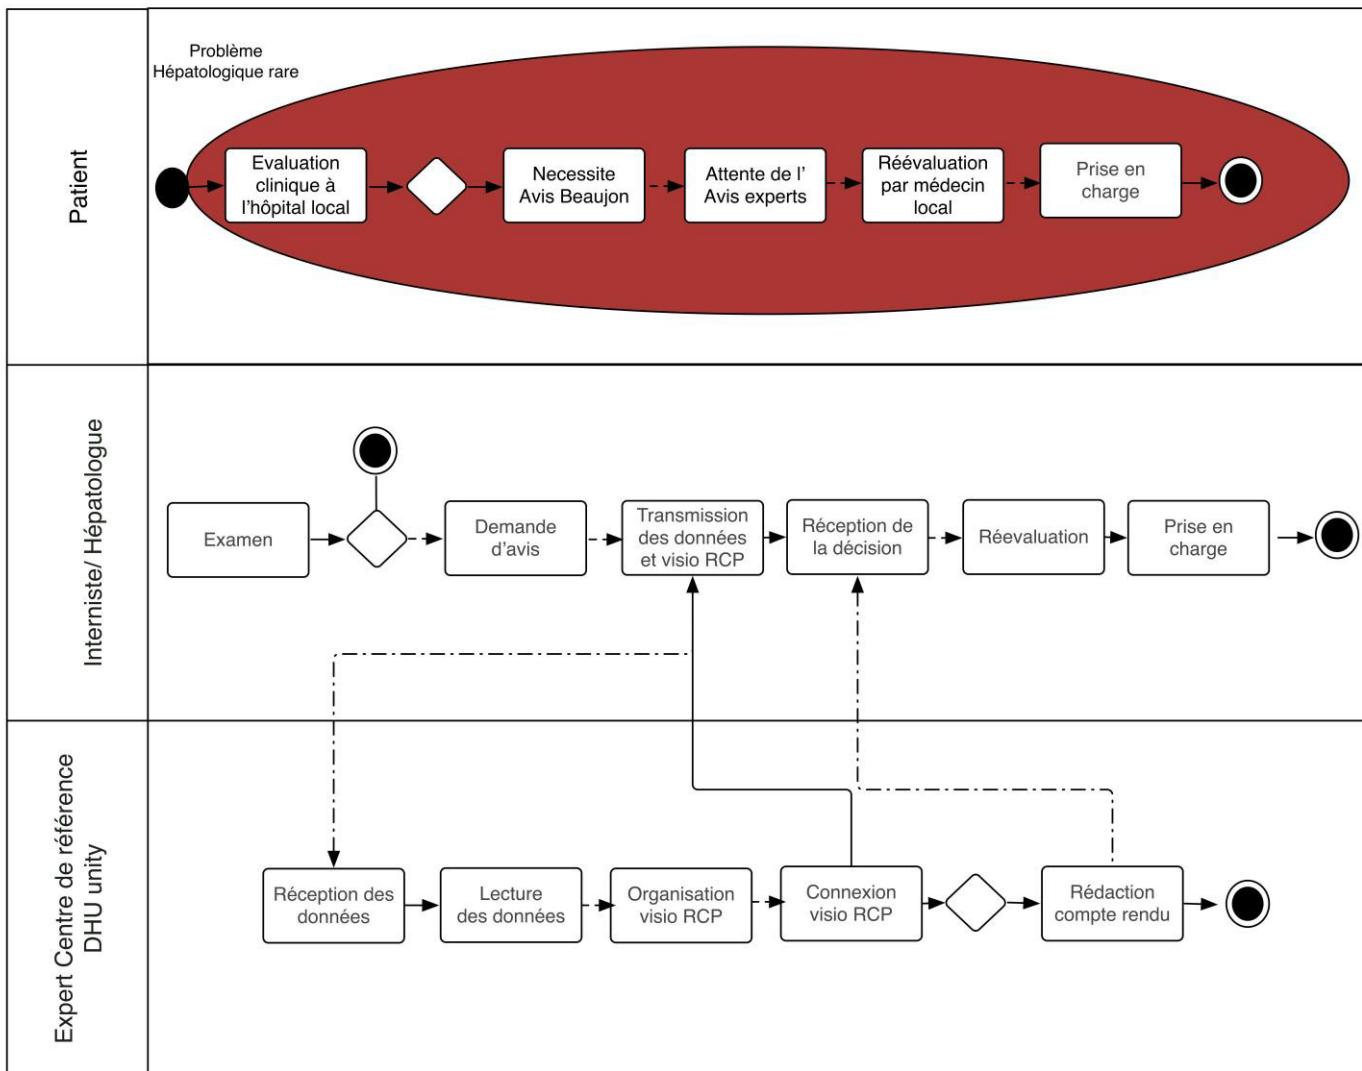 Patient
Problème
Hépatologique rare
Evaluation
clinique à
l'hôpital local
Necessite
Avis Beaujon
Attente de l'
Avis experts
Réévaluation
par médecin
local
Prise en
charge
Interniste/ Hépatologue
Examen
Demande
d'avis
Transmission
des données
et visio RCP
Réception de
la décision
Réevaluation
Prise en
charge
Expert Centre de référence
DHU unity
Réception des
données
Lecture
des données
Organisation
visio RCP
Connexion
visio RCP
Rédaction
compte rendu